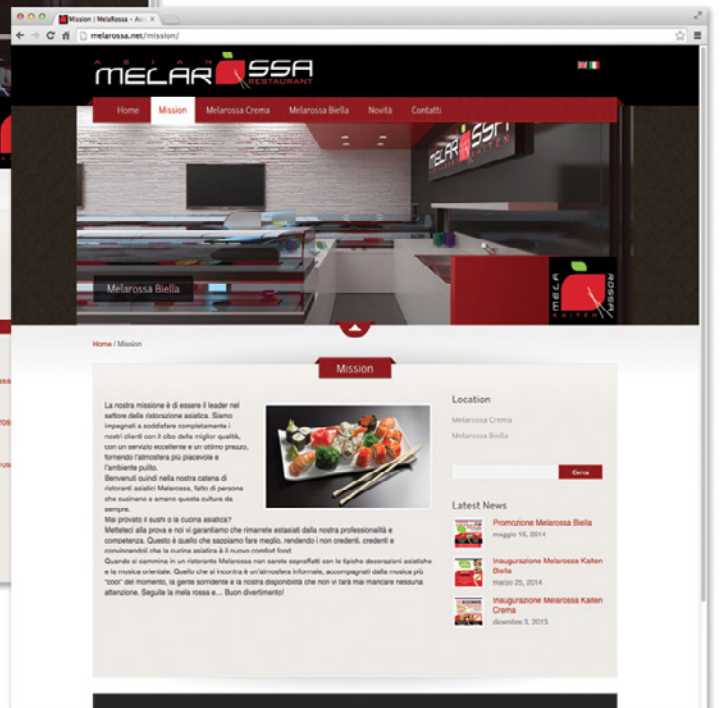 Mission | MelaRossa - Asi
melarossa.net/mission/
ASIAN
MELAROSSA
RESTAURANT
Home Mission Melarossa Crema Melarossa Biella Novità Contatti
MELAROSSA
KAITEN
Melarossa Biella
MELA
KAITEN
ROSSA
Home / Mission
Mission
La nostra missione è di essere il leader nel
settore della ristorazione asiatica. Siamo
impegnati a soddisfare completamente i
nostri clienti con il cibo della miglior qualità,
con un servizio eccellente e un ottimo prezzo,
fornendo l'atmosfera più piacevole e
l'ambiente pulito.
Benvenuti quindi nella nostra catena di
ristoranti asiatici Melarossa, fatto di persone
che cucinano e amano questa cultura da
sempre.
Mai provato il sushi o la cucina asiatica?
Metteteci alla prova e noi vi garantiamo che rimarrete estasiati dalla nostra professionalità e
competenza. Questo è quello che sappiamo fare meglio, rendendo i non credenti, credenti e
convincendoli che la cucina asiatica è il nuovo comfort food.
Quando si cammina in un ristorante Melarossa non sarete sopraffatti con le tipiche decorazioni asiatiche
e la musica orientale. Quello che si incontra è un'atmosfera informale, accompagnati dalla musica più
"cool" del momento, la gente sorridente e la nostra disponibilità che non vi farà mai mancare nessuna
attenzione. Seguite la mela rossa e… Buon divertimento!
Location
Melarossa Crema
Melarossa Biella
Cerca
Latest News
Promozione Melarossa Biella
maggio 15, 2014
Inaugurazione Melarossa Kaiten
Biella
marzo 25, 2014
Inaugurazione Melarossa Kaiten
Crema
dicembre 3, 2013